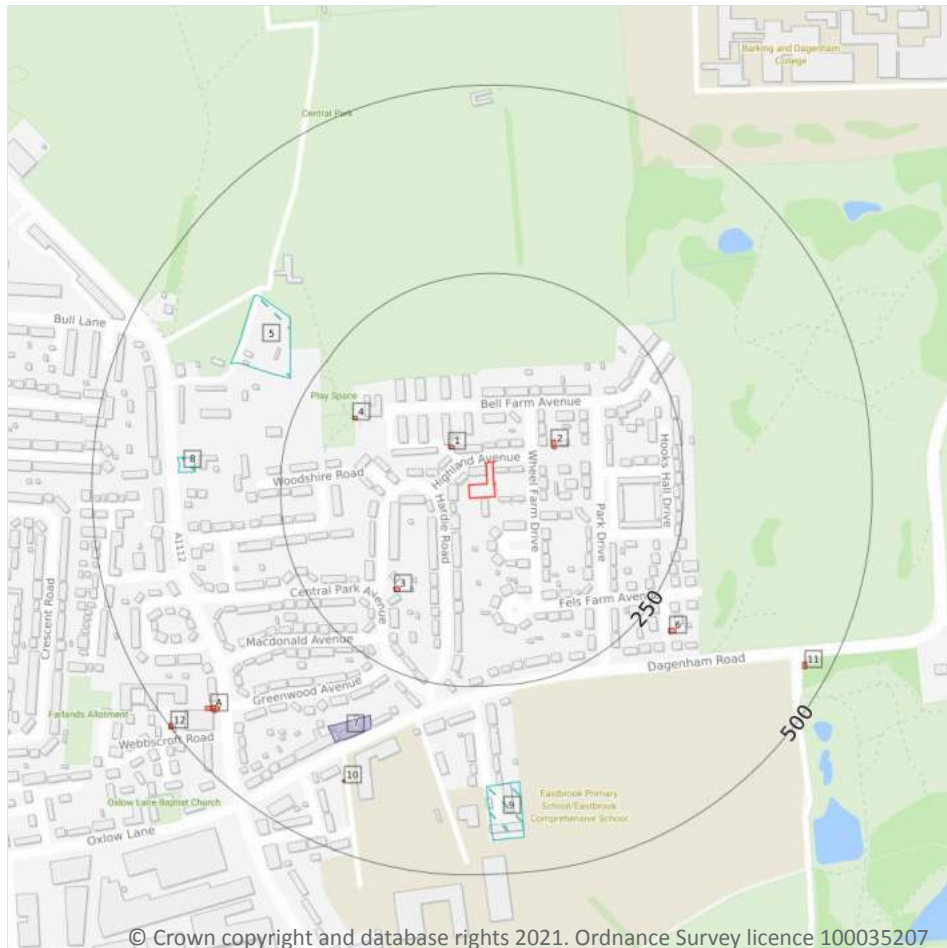 Barking and Dagenham
College
Central Park
Bull Lane
5
Play Space
4
Bell Farm Avenue
1
2
8
Highland Avenue
Woodshire Road
Hardie Road
Wheel Farm Drive
Park Drive
Hooks Hall Drive
A1112
Crescent Road
3
Central Park Avenue
Fels Farm Avenue
250
6
Macdonald Avenue
Dagenham Road
11
Greenwood Avenue
A
500
Farlands Allotment
12
7
Webbscroft Road
10
Oxlow Lane Baptist Church
9
Eastbrook Primary
School/Eastbrook
Comprehensive School
Oxlow Lane
© Crown copyright and database rights 2021. Ordnance Survey licence 100035207